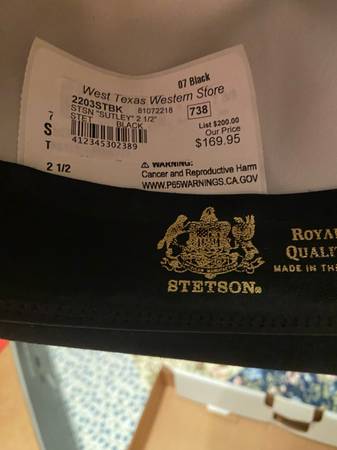 07 Black
West Texas Western Store
2203STBK 81072218 738
STSN "SUTLEY" 2 1/2"
STET BLACK
List $200.00
Our Price
$169.95
412345302389
7
S
T
2 1/2
⚠ WARNING:
Cancer and Reproductive Harm
WWW.P65WARNINGS.CA.GOV
STETSON®
ROYAL
QUALIT
MADE IN TH